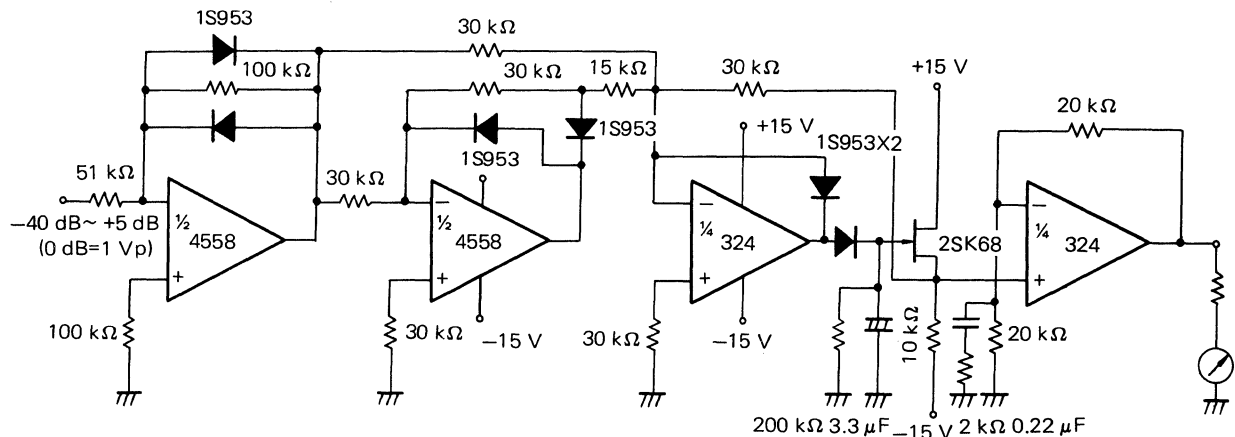 1S953
100 kΩ
51 kΩ
−40 dB~ +5 dB
(0 dB=1 Vp)
½
4558
+
100 kΩ
30 kΩ
30 kΩ
15 kΩ
1S953
1S953
30 kΩ
−
½
4558
+
30 kΩ
−15 V
30 kΩ
+15 V
1S953X2
−
¼
324
+
30 kΩ
−15 V
+15 V
2SK68
200 kΩ 3.3 μF
10 kΩ
−15 V
2 kΩ 0.22 μF
20 kΩ
20 kΩ
−
¼
324
+